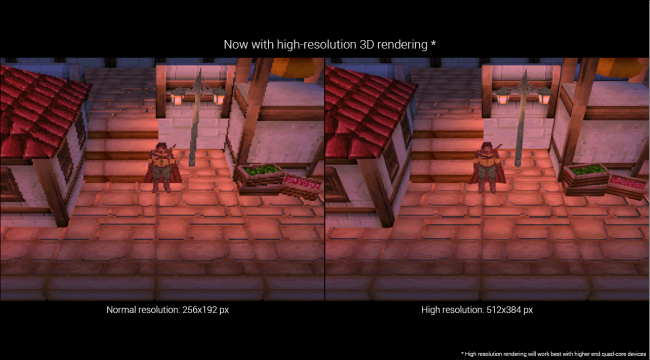 Now with high-resolution 3D rendering *
Normal resolution: 256x192 px
High resolution: 512x384 px
* High resolution rendering will work best with higher end quad-core devices